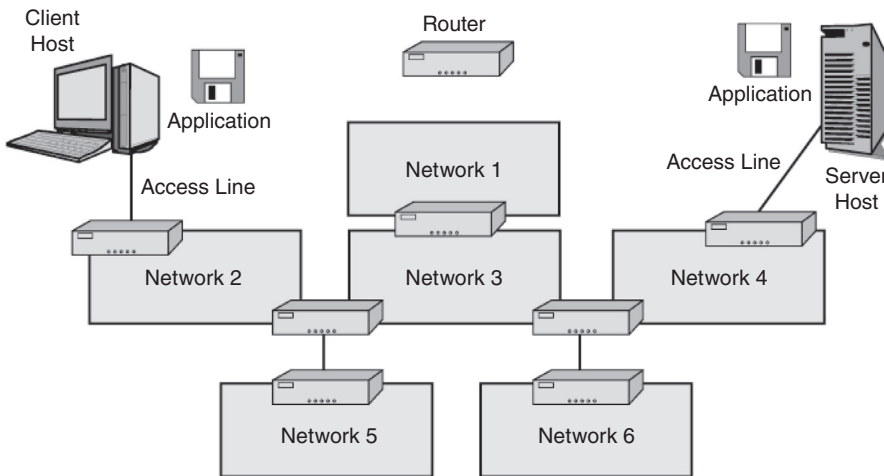 Client
Host
Application
Access Line
Router
Application
Access Line
Server
Host
Network 1
Network 2
Network 3
Network 4
Network 5
Network 6